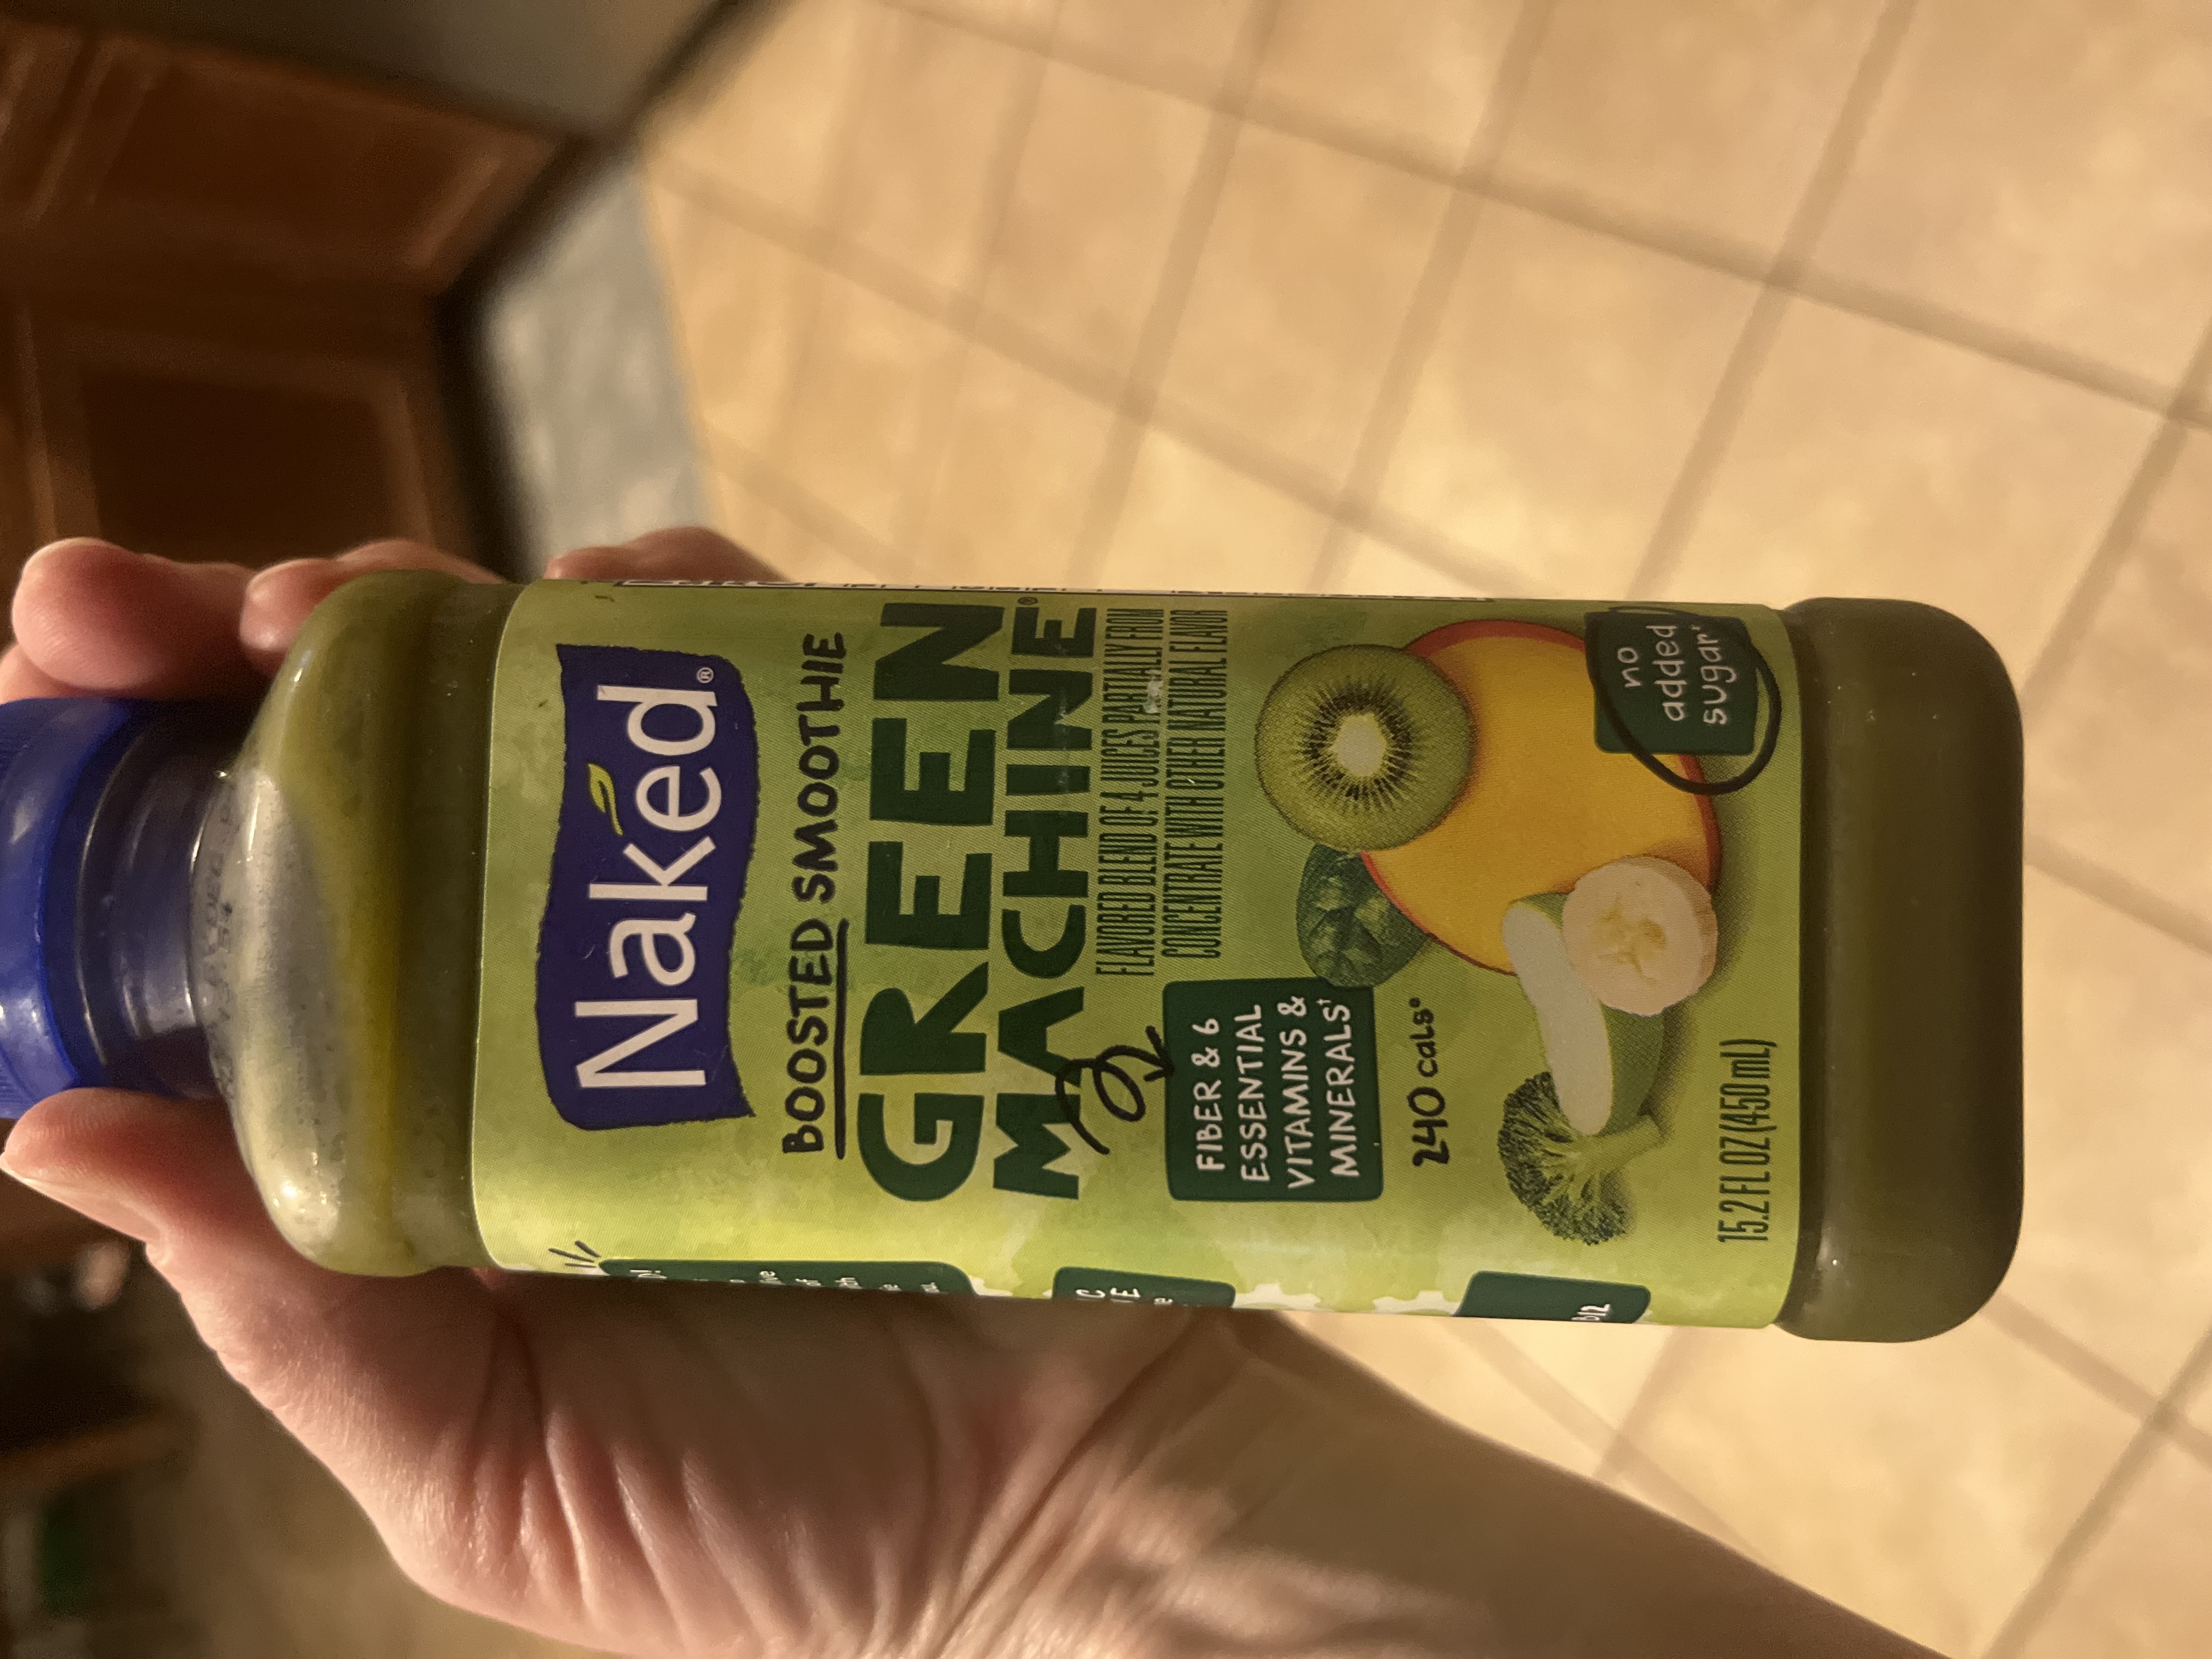 Naked®
BOOSTED SMOOTHIE
GREEN
MACHINE®
FLAVORED BLEND OF 4 JUICES PARTIALLY FROM
CONCENTRATE WITH OTHER NATURAL FLAVOR
FIBER & 6
ESSENTIAL
VITAMINS &
MINERALS†
240 cals*
no
added
sugar*
15.2 FL OZ (450 mL)